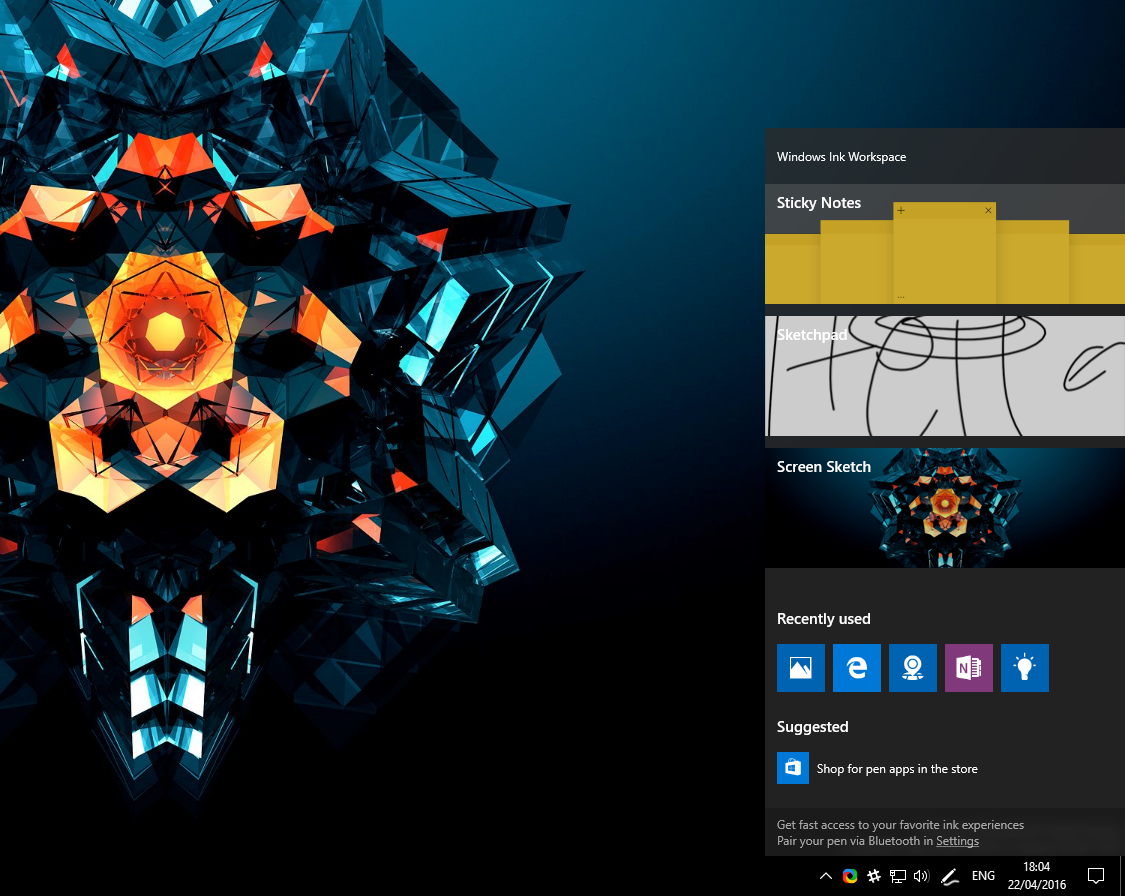 Windows Ink Workspace
Sticky Notes
Sketchpad
Screen Sketch
Recently used
N
Suggested
Shop for pen apps in the store
Get fast access to your favorite ink experiences
Pair your pen via Bluetooth in Settings
ENG
18:04
22/04/2016